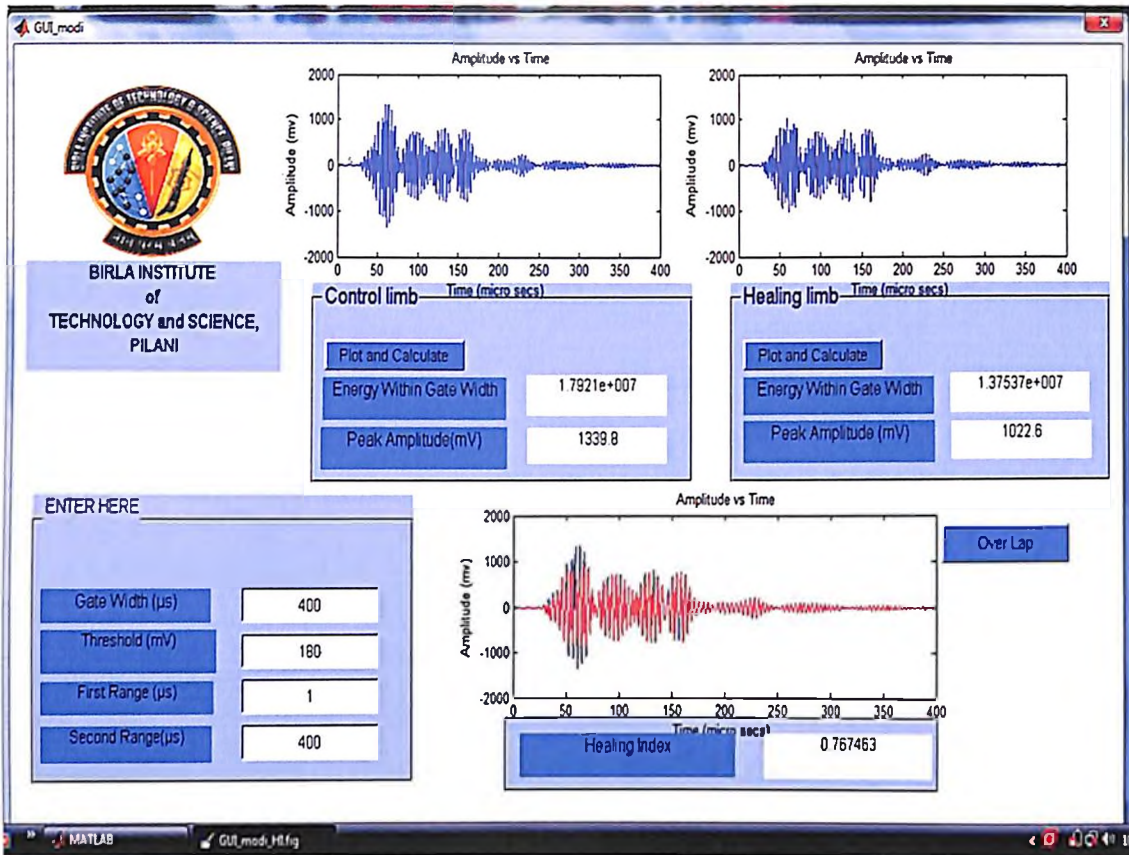 GUI_modi
Amplitude vs Time
Amplitude vs Time
2000
1000
0
-1000
-2000
Amplitude (mv)
0 50 100 150 200 250 300 350 400
Time (micro secs)
2000
1000
0
-1000
-2000
Amplitude (mv)
0 50 100 150 200 250 300 350 400
Time (micro secs)
BIRLA INSTITUTE
of
TECHNOLOGY and SCIENCE,
PILANI
Control limb
Plot and Calculate
Energy Within Gate Width 1.7921e+007
Peak Amplitude(mV) 1339.8
Healing limb
Plot and Calculate
Energy Within Gate Width 1.37537e+007
Peak Amplitude (mV) 1022.6
ENTER HERE
Gate Width (µs) 400
Threshold (mV) 160
First Range (µs) 1
Second Range(µs) 400
Amplitude vs Time
2000
1000
0
-1000
-2000
Amplitude (mv)
0 50 100 150 200 250 300 350 400
Time (micro secs)
Over Lap
Healing Index 0.767463
MATLAB
GUI_modi_HI.fig